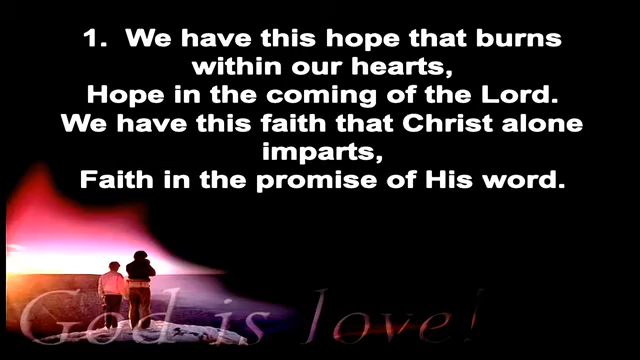 1. We have this hope that burns
within our hearts,
Hope in the coming of the Lord.
We have this faith that Christ alone
imparts,
Faith in the promise of His word.
God is love!